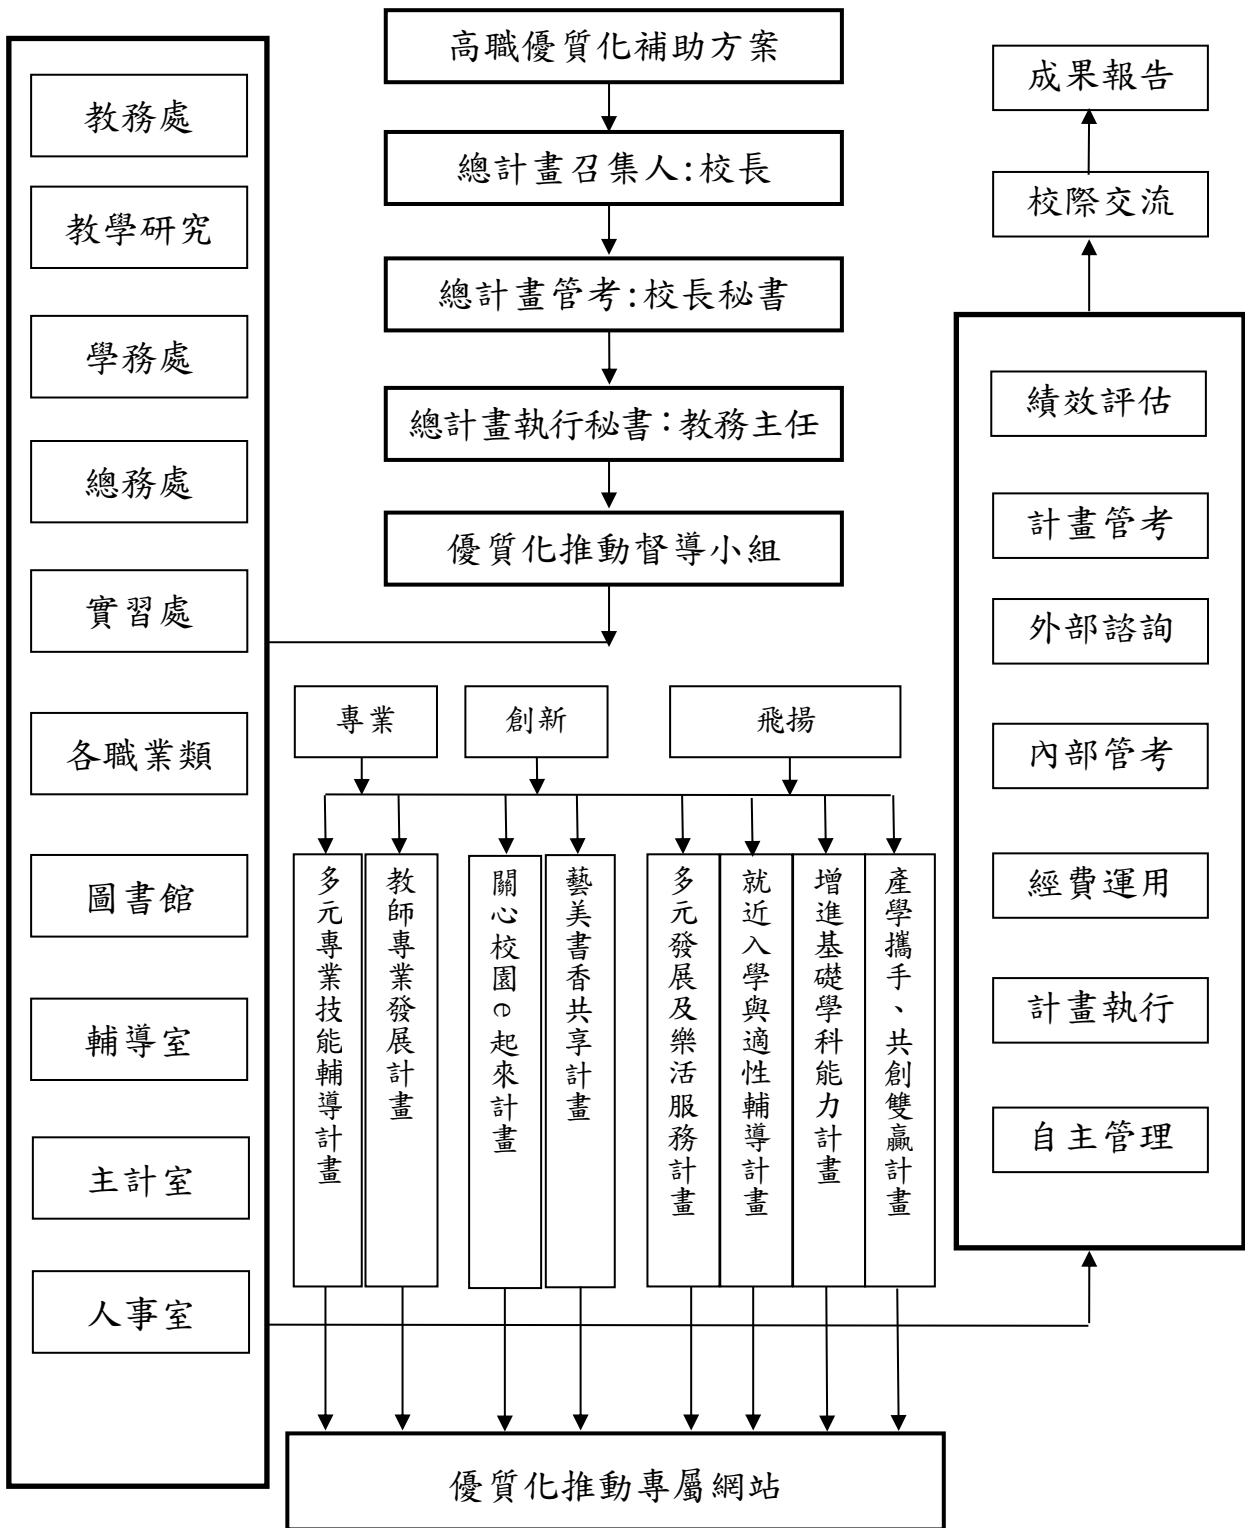 高職優質化補助方案
總計畫召集人:校長
總計畫管考:校長秘書
總計畫執行秘書：教務主任
優質化推動督導小組
教務處
教學研究
學務處
總務處
實習處
各職業類
圖書館
輔導室
主計室
人事室
專業
創新
飛揚
多元專業技能輔導計畫
教師專業發展計畫
關心校園e起來計畫
藝美書香共享計畫
多元發展及樂活服務計畫
就近入學與適性輔導計畫
增進基礎學科能力計畫
產學攜手、共創雙贏計畫
優質化推動專屬網站
成果報告
校際交流
績效評估
計畫管考
外部諮詢
內部管考
經費運用
計畫執行
自主管理